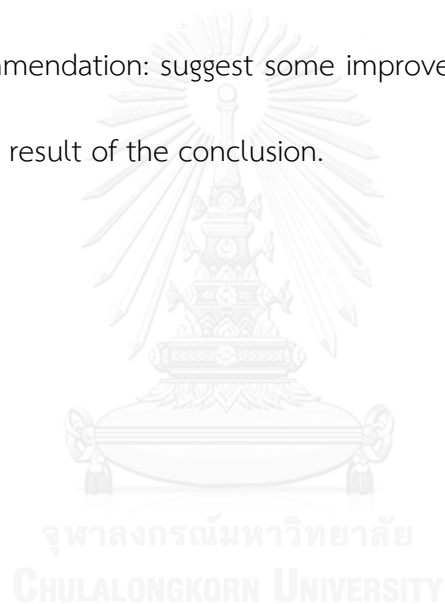 mmendation: suggest some improve
result of the conclusion.
จุฬาลงกรณ์มหาวิทยาลัย
CHULALONGKORN UNIVERSITY